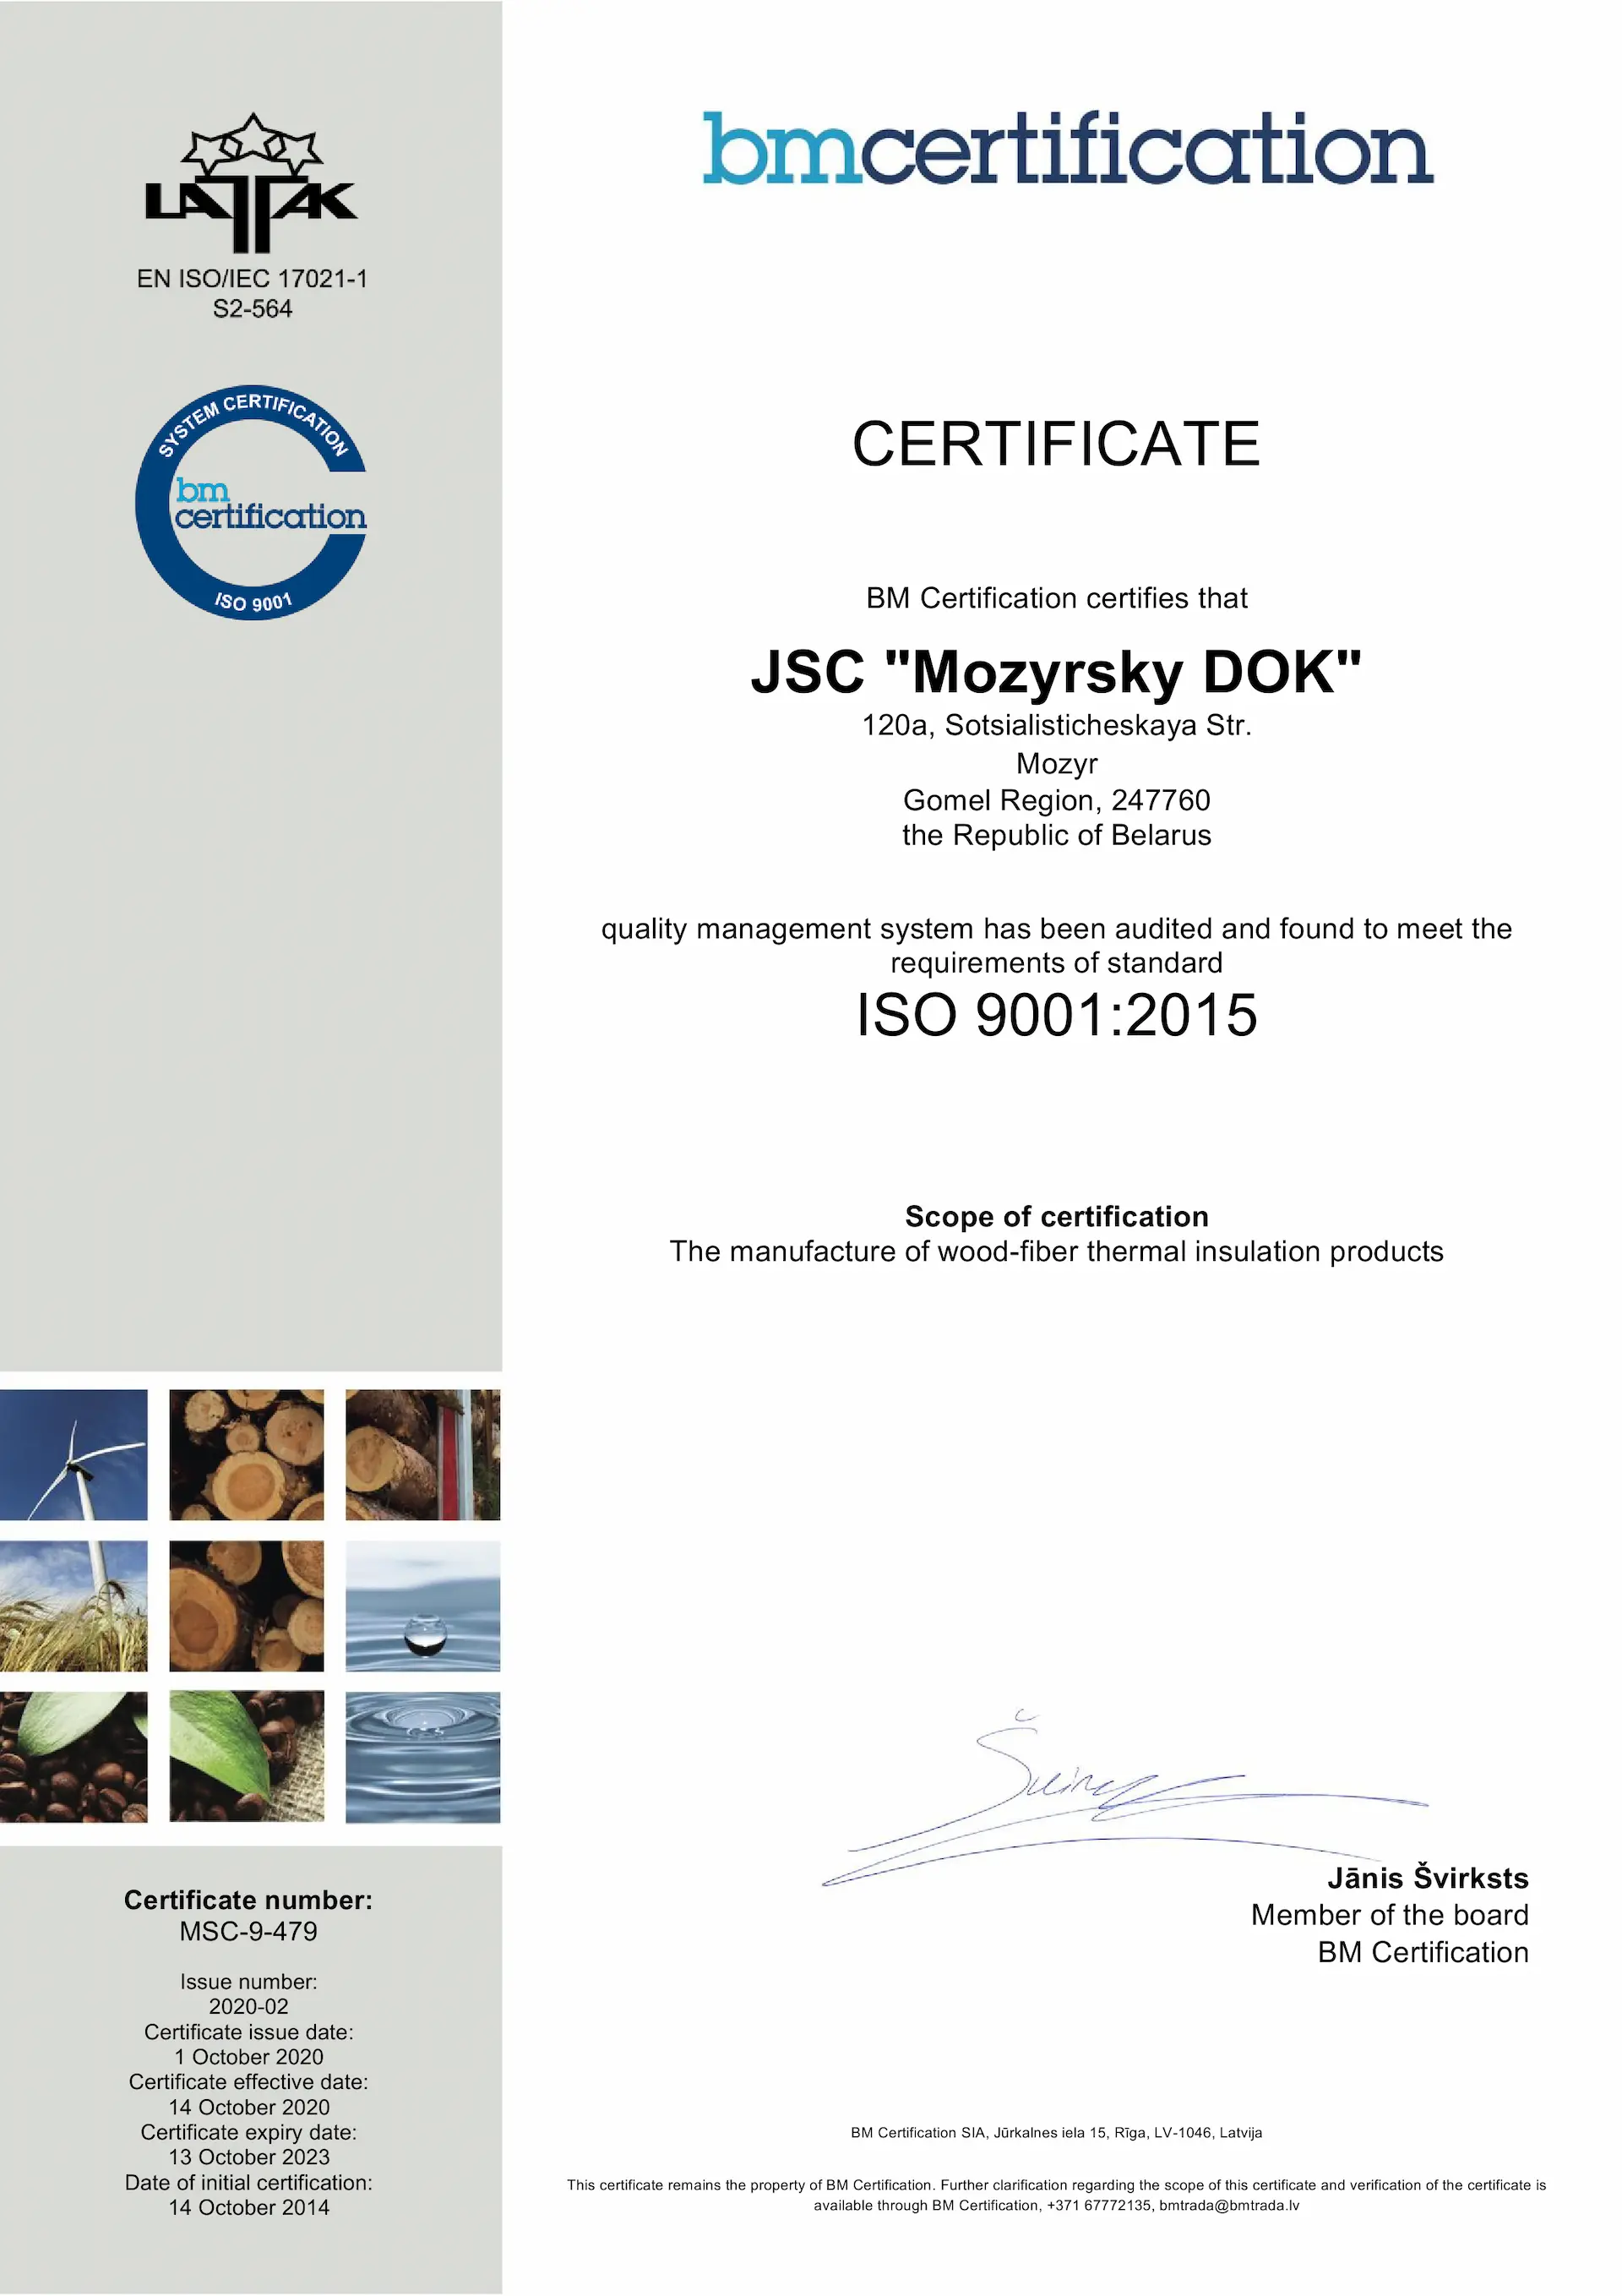 LATAK
EN ISO/IEC 17021-1
S2-564
SYSTEM CERTIFICATION
bm
certification
ISO 9001
bmcertification
CERTIFICATE
BM Certification certifies that
JSC "Mozyrsky DOK"
120a, Sotsialisticheskaya Str.
Mozyr
Gomel Region, 247760
the Republic of Belarus
quality management system has been audited and found to meet the
requirements of standard
ISO 9001:2015
Scope of certification
The manufacture of wood-fiber thermal insulation products
Jānis Švirksts
Member of the board
BM Certification
Certificate number:
MSC-9-479
Issue number:
2020-02
Certificate issue date:
1 October 2020
Certificate effective date:
14 October 2020
Certificate expiry date:
13 October 2023
Date of initial certification:
14 October 2014
BM Certification SIA, Jūrkalnes iela 15, Rīga, LV-1046, Latvija
This certificate remains the property of BM Certification. Further clarification regarding the scope of this certificate and verification of the certificate is
available through BM Certification, +371 67772135, bmtrada@bmtrada.lv